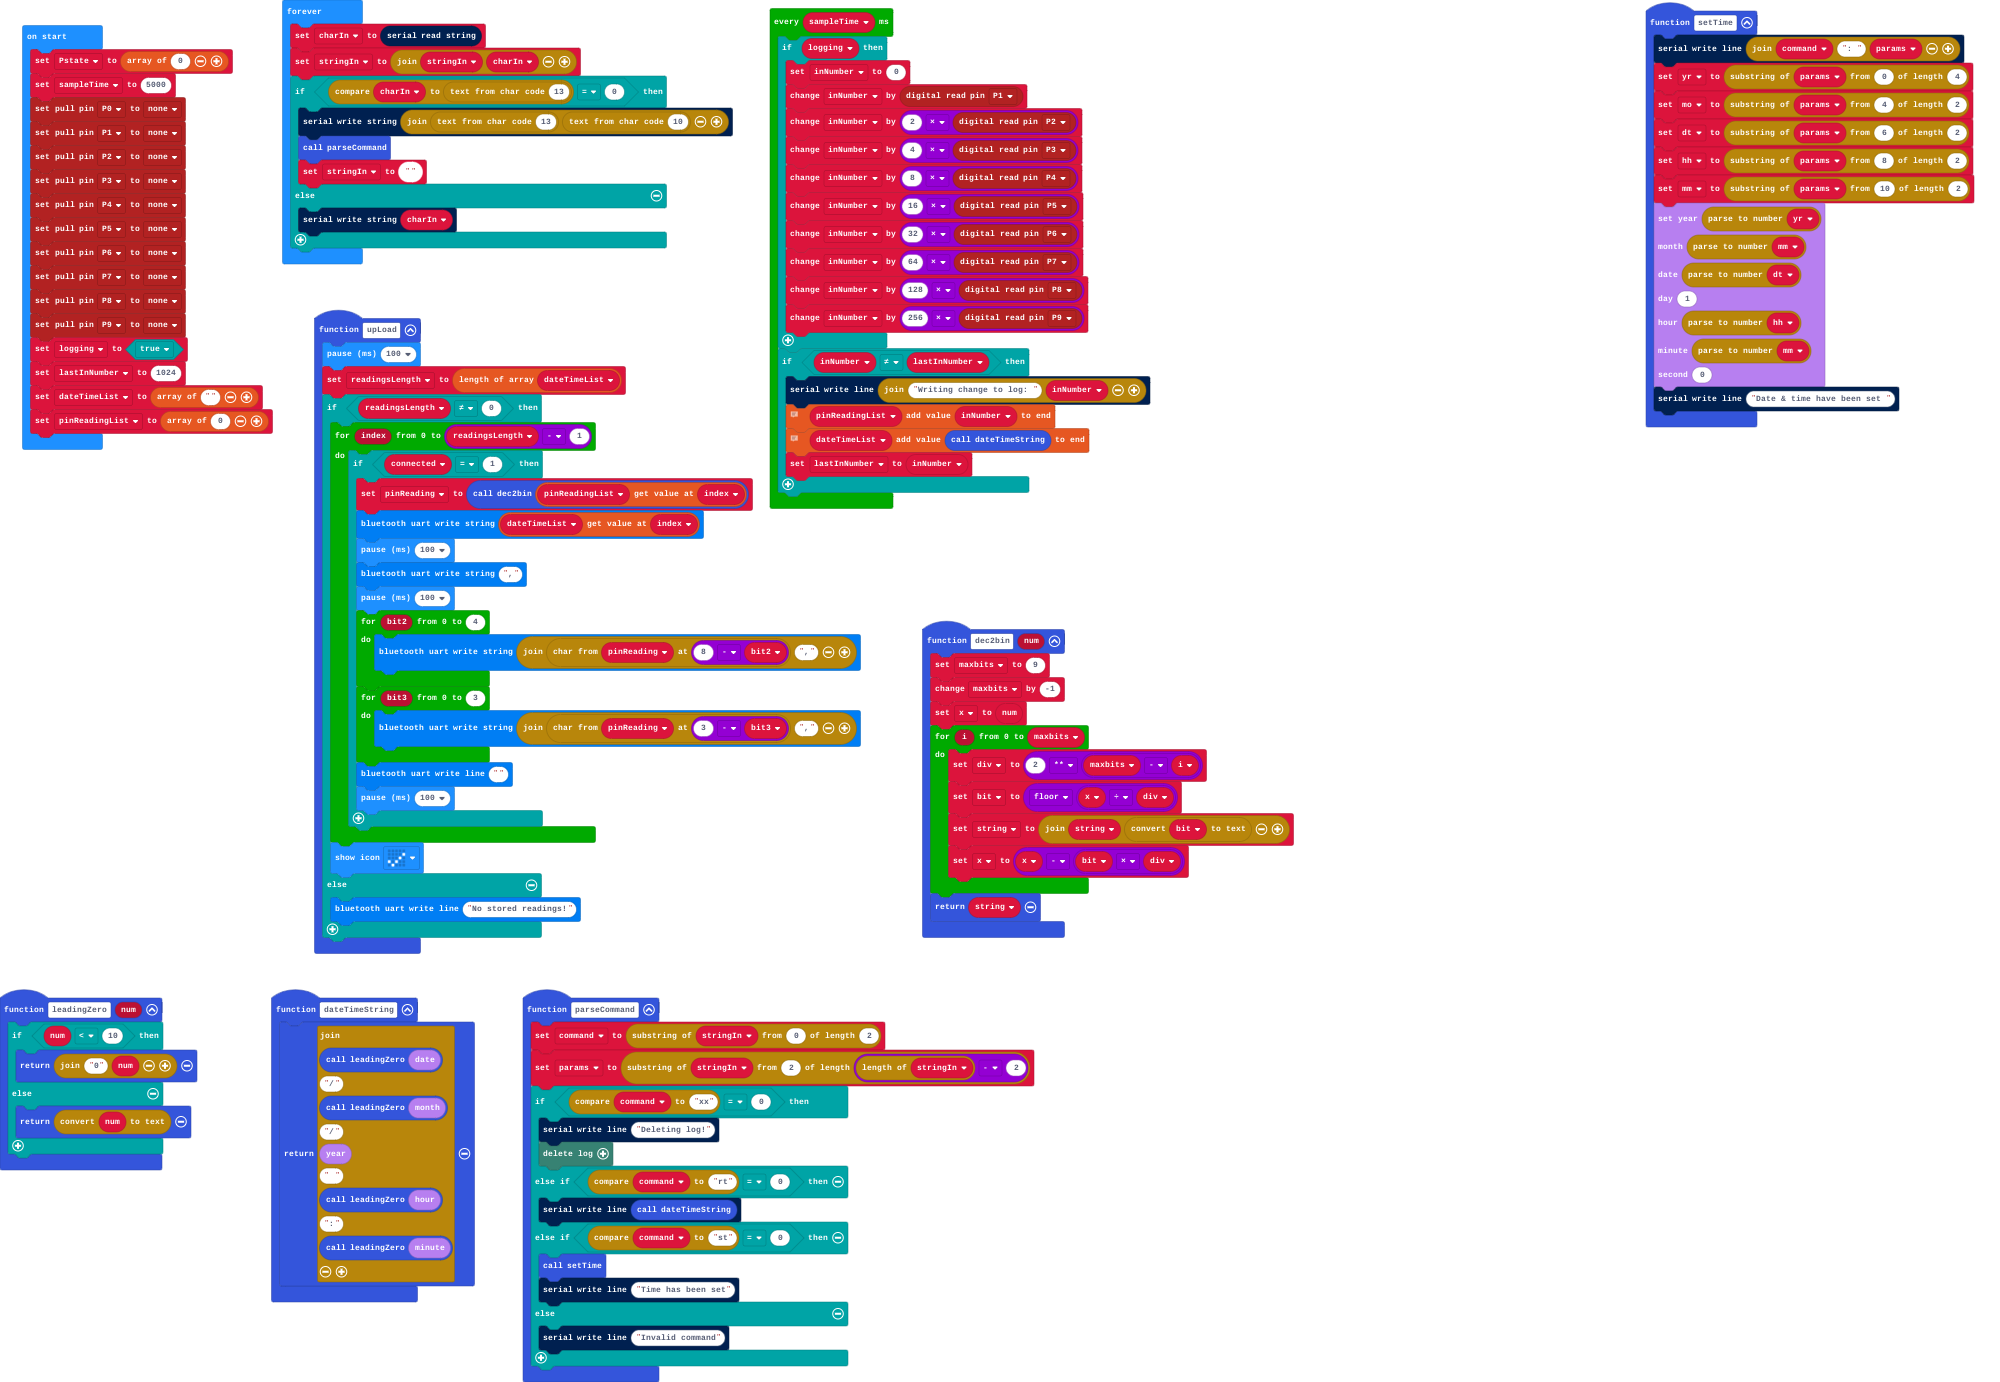 on start
set Pstate to array of 0
set sampleTime to 5000
set pull pin P0 to none
set pull pin P1 to none
set pull pin P2 to none
set pull pin P3 to none
set pull pin P4 to none
set pull pin P5 to none
set pull pin P6 to none
set pull pin P7 to none
set pull pin P8 to none
set pull pin P9 to none
set logging to true
set lastInNumber to 1024
set dateTimeList to array of ""
set pinReadingList to array of 0
forever
set charIn to serial read string
set stringIn to join stringIn charIn
if compare charIn to text from char code 13 = 0 then
serial write string join text from char code 13 text from char code 10
call parseCommand
set stringIn to ""
else
serial write string charIn
function upLoad
pause (ms) 100
set readingsLength to length of array dateTimeList
if readingsLength ≠ 0 then
for index from 0 to readingsLength - 1
do
if connected = 1 then
set pinReading to call dec2bin pinReadingList get value at index
bluetooth uart write string dateTimeList get value at index
pause (ms) 100
bluetooth uart write string ","
pause (ms) 100
for bit2 from 0 to 4
do
bluetooth uart write string join char from pinReading at 8 - bit2 ","
for bit3 from 0 to 3
do
bluetooth uart write string join char from pinReading at 3 - bit3 ","
bluetooth uart write line ""
pause (ms) 100
show icon
else
bluetooth uart write line "No stored readings!"
every sampleTime ms
if logging then
set inNumber to 0
change inNumber by digital read pin P1
change inNumber by 2 × digital read pin P2
change inNumber by 4 × digital read pin P3
change inNumber by 8 × digital read pin P4
change inNumber by 16 × digital read pin P5
change inNumber by 32 × digital read pin P6
change inNumber by 64 × digital read pin P7
change inNumber by 128 × digital read pin P8
change inNumber by 256 × digital read pin P9
if inNumber ≠ lastInNumber then
serial write line join "Writing change to log: " inNumber
pinReadingList add value inNumber to end
dateTimeList add value call dateTimeString to end
set lastInNumber to inNumber
function dec2bin num
set maxbits to 9
change maxbits by -1
set x to num
for i from 0 to maxbits
do
set div to 2 ** maxbits - i
set bit to floor x ÷ div
set string to join string convert bit to text
set x to x - bit × div
return string
function setTime
serial write line join command ": " params
set yr to substring of params from 0 of length 4
set mo to substring of params from 4 of length 2
set dt to substring of params from 6 of length 2
set hh to substring of params from 8 of length 2
set mm to substring of params from 10 of length 2
set year parse to number yr
month parse to number mm
date parse to number dt
day 1
hour parse to number hh
minute parse to number mm
second 0
serial write line "Date & time have been set "
function leadingZero num
if num < 10 then
return join "0" num
else
return convert num to text
function dateTimeString
join
call leadingZero date
"/"
call leadingZero month
"/"
return year
" "
call leadingZero hour
":"
call leadingZero minute
function parseCommand
set command to substring of stringIn from 0 of length 2
set params to substring of stringIn from 2 of length length of stringIn - 2
if compare command to "xx" = 0 then
serial write line "Deleting log!"
delete log
else if compare command to "rt" = 0 then
serial write line call dateTimeString
else if compare command to "st" = 0 then
call setTime
serial write line "Time has been set"
else
serial write line "Invalid command"